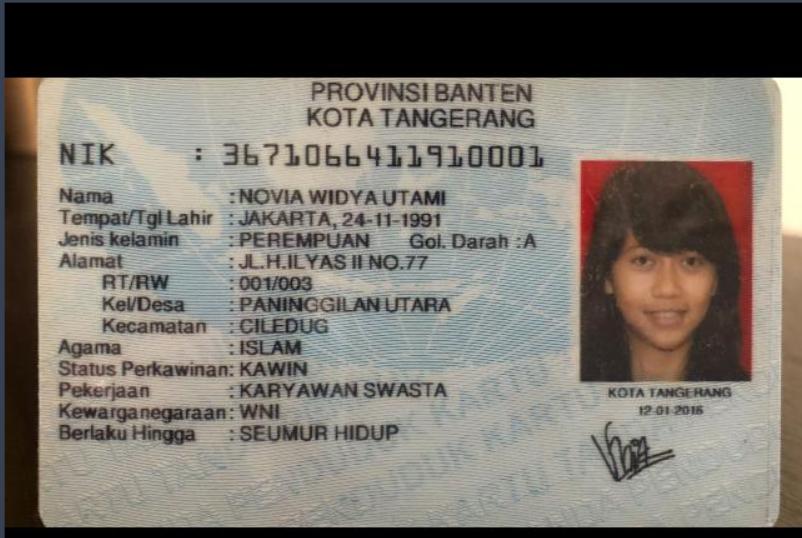 PROVINSI BANTEN
KOTA TANGERANG
NIK : 3671066411910001
Nama : NOVIA WIDYA UTAMI
Tempat/Tgl Lahir : JAKARTA, 24-11-1991
Jenis kelamin : PEREMPUAN Gol. Darah : A
Alamat : JL.H.ILYAS II NO.77
RT/RW : 001/003
Kel/Desa : PANINGGILAN UTARA
Kecamatan : CILEDUG
Agama : ISLAM
Status Perkawinan: KAWIN
Pekerjaan : KARYAWAN SWASTA
Kewarganegaraan: WNI
Berlaku Hingga : SEUMUR HIDUP
KOTA TANGERANG
12-01-2016